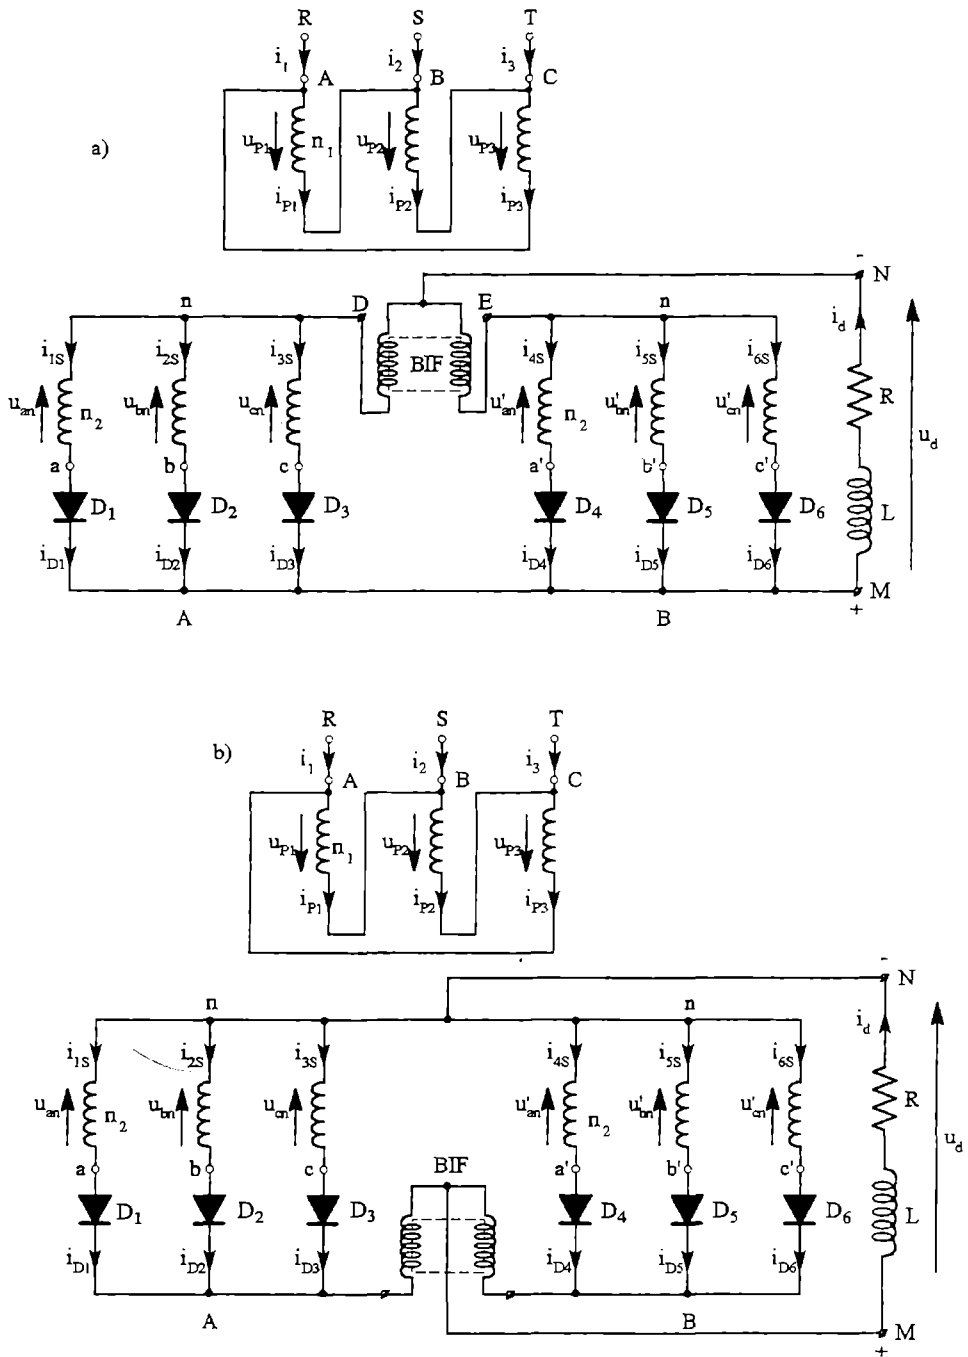 R S T
i1 i2 i3
A B C
a) uP1 n1 uP2 uP3
iP1 iP2 iP3
- N
n D E n
i1S i2S i3S BIF i4S i5S i6S id
R
uan n2 ubn ucn u'an n2 u'bn u'cn ud
a b c a' b' c'
D1 D2 D3 D4 D5 D6 L
iD1 iD2 iD3 iD4 iD5 iD6
M
A B +
R S T
b)
i1 i2 i3
A B C
uP1 n1 uP2 uP3
iP1 iP2 iP3
- N
n n
id
i1S i2S i3S i4S i5S i6S
R
uan n2 ubn ucn u'an n2 u'bn u'cn
ud
a b c BIF a' b' c'
D1 D2 D3 D4 D5 D6 L
iD1 iD2 iD3 iD4 iD5 iD6
A B M
+